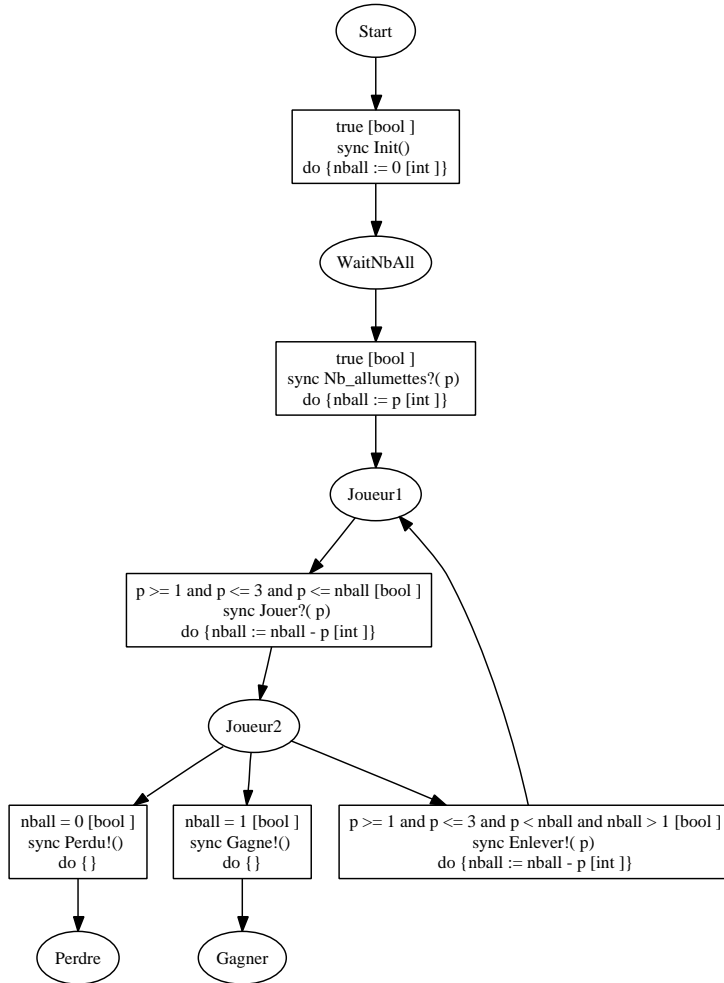 Start
true [bool ]
sync Init()
do {nball := 0 [int ]}
WaitNbAll
true [bool ]
sync Nb_allumettes?( p)
do {nball := p [int ]}
Joueur1
p >= 1 and p <= 3 and p <= nball [bool ]
sync Jouer?( p)
do {nball := nball - p [int ]}
Joueur2
nball = 0 [bool ]
sync Perdu!()
do {}
nball = 1 [bool ]
sync Gagne!()
do {}
p >= 1 and p <= 3 and p < nball and nball > 1 [bool ]
sync Enlever!( p)
do {nball := nball - p [int ]}
Perdre
Gagner